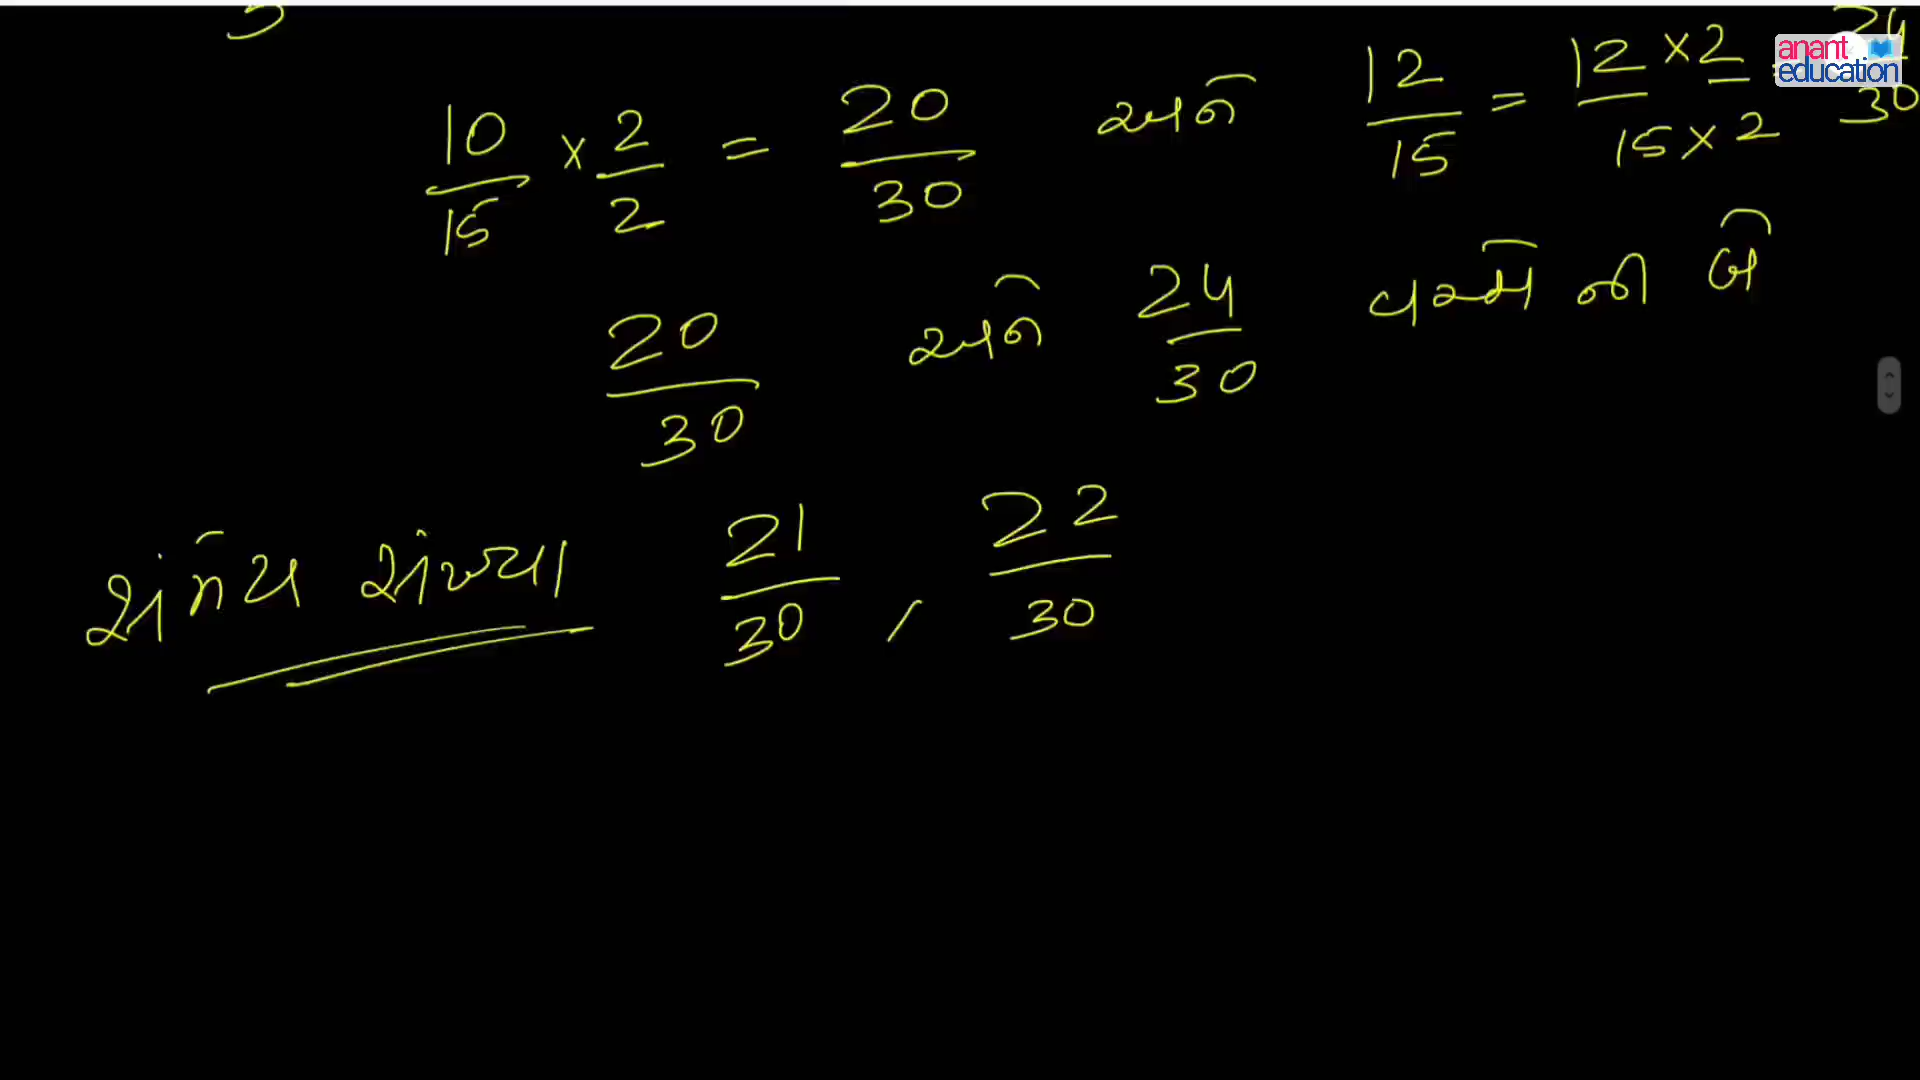 10/15 × 2/2 = 20/30 અને 12/15 = 12 × 2 / 15 × 2 = 24/30
20/30 અને 24/30 વચ્ચે ની બે
સંમેય સંખ્યા 21/30 , 22/30
anant
education